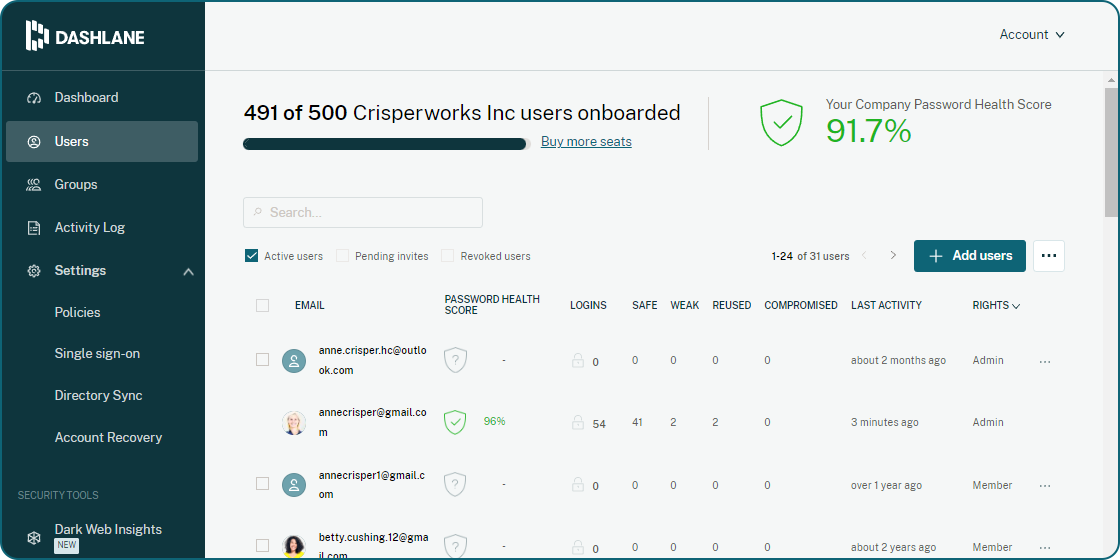 DASHLANE
Account
Dashboard
Users
Groups
Activity Log
Settings
Policies
Single sign-on
Directory Sync
Account Recovery
SECURITY TOOLS
Dark Web Insights
NEW
491 of 500 Crisperworks Inc users onboarded
Buy more seats
Your Company Password Health Score
91.7%
Search...
Active users Pending invites Revoked users
1-24 of 31 users
+ Add users
EMAIL PASSWORD HEALTH SCORE LOGINS SAFE WEAK REUSED COMPROMISED LAST ACTIVITY RIGHTS
anne.crisper.hc@outlo
ok.com
? - 0 0 0 0 0 about 2 months ago Admin
annecrisper@gmail.co
m
96% 54 41 2 2 0 3 minutes ago Admin
annecrisper1@gmail.c
om
? - 0 0 0 0 0 over 1 year ago Member
betty.cushing.12@gma
il.com
? - 0 0 0 0 0 about 2 years ago Member